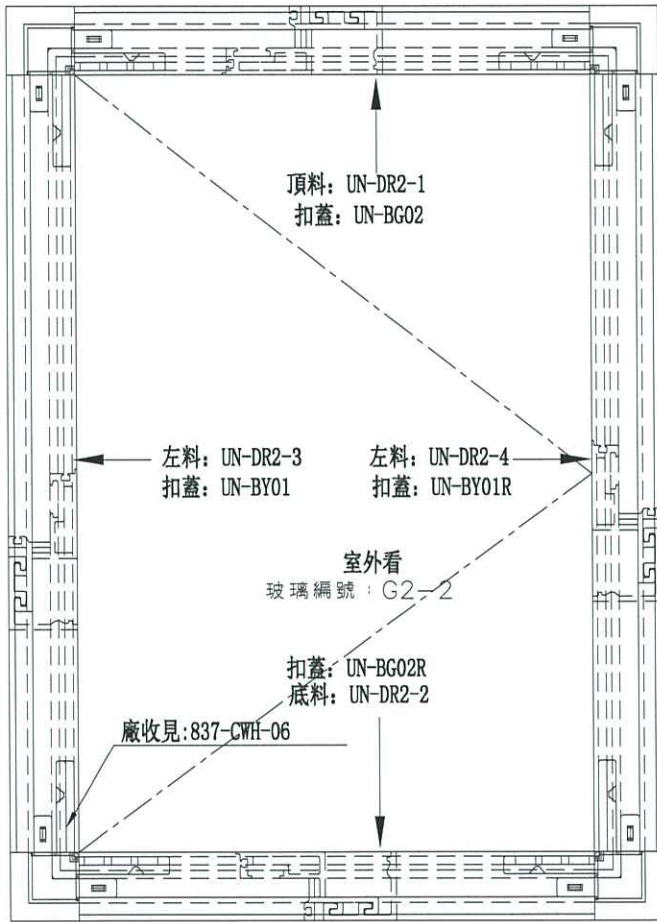 頂料: UN-DR2-1
扣蓋: UN-BG02
左料: UN-DR2-3
扣蓋: UN-BY01
左料: UN-DR2-4
扣蓋: UN-BY01R
室外看
玻璃編號：G2-2
扣蓋: UN-BG02R
底料: UN-DR2-2
廠收見:837-CWH-06